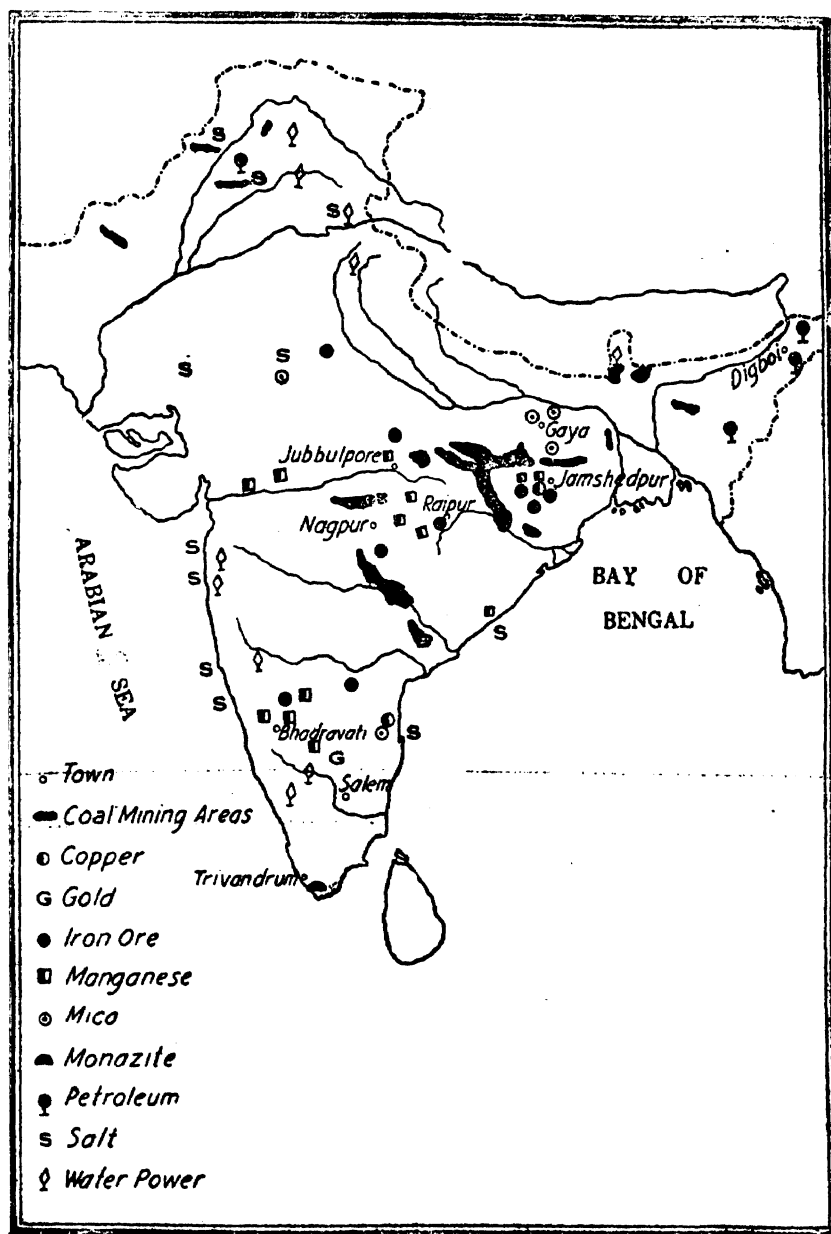 Digboi
Gaya
Jubbulpore
Jamshedpur
Raipur
Nagpur
ARABIAN SEA
BAY OF
BENGAL
Bhadravati
Salem
Trivandrum
Town
Coal Mining Areas
Copper
G Gold
Iron Ore
Manganese
Mica
Monazite
Petroleum
S Salt
Water Power
S
S
S
S
S
S
S
S
S
S
S
G